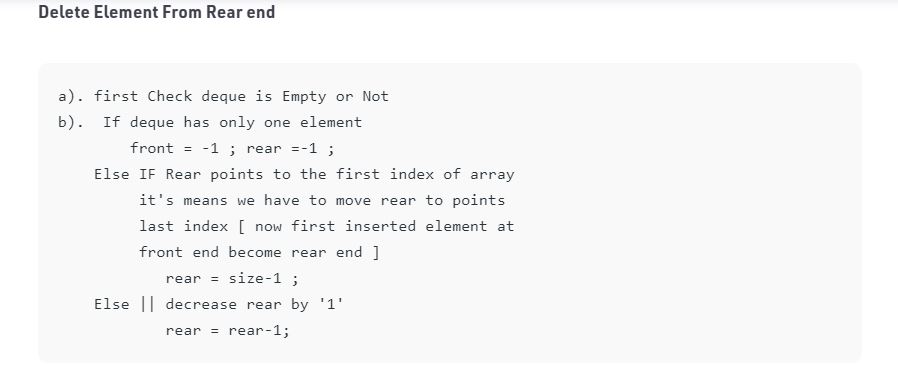 Delete Element From Rear end
a). first Check deque is Empty or Not
b).  If deque has only one element
front = -1 ; rear =-1 ;
Else IF Rear points to the first index of array
it's means we have to move rear to points
last index [ now first inserted element at
front end become rear end ]
rear = size-1 ;
Else || decrease rear by '1'
rear = rear-1;